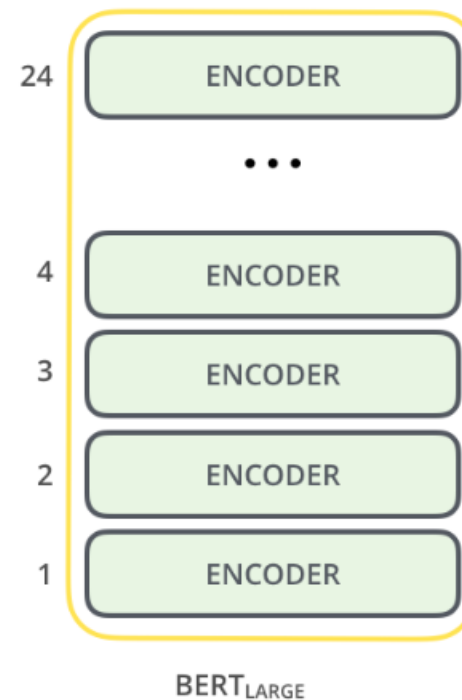 24 ENCODER
...
4 ENCODER
3 ENCODER
2 ENCODER
1 ENCODER
BERTLARGE